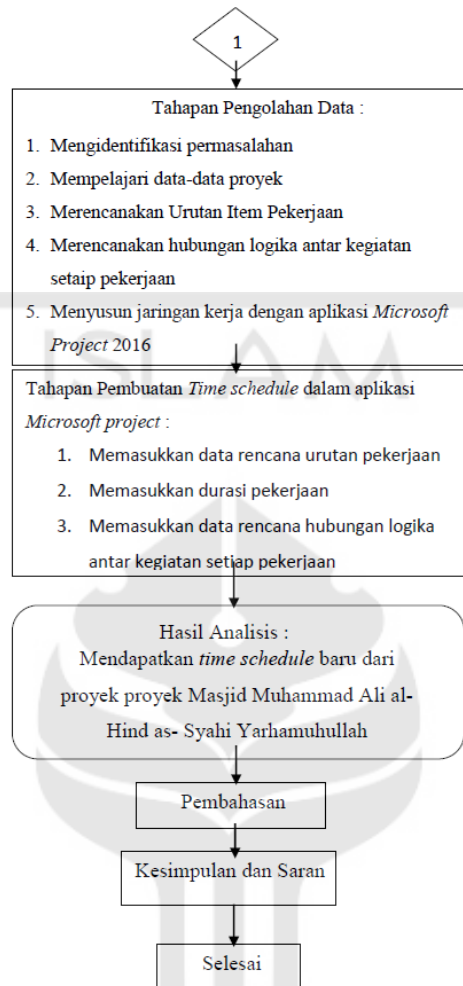 1
Tahapan Pengolahan Data :
1. Mengidentifikasi permasalahan
2. Mempelajari data-data proyek
3. Merencanakan Urutan Item Pekerjaan
4. Merencanakan hubungan logika antar kegiatan
setaip pekerjaan
5. Menyusun jaringan kerja dengan aplikasi Microsoft
Project 2016
ISLAM
Tahapan Pembuatan Time schedule dalam aplikasi
Microsoft project :
1. Memasukkan data rencana urutan pekerjaan
2. Memasukkan durasi pekerjaan
3. Memasukkan data rencana hubungan logika
antar kegiatan setiap pekerjaan
Hasil Analisis :
Mendapatkan time schedule baru dari
proyek proyek Masjid Muhammad Ali al-
Hind as- Syahi Yarhamuhullah
Pembahasan
Kesimpulan dan Saran
Selesai